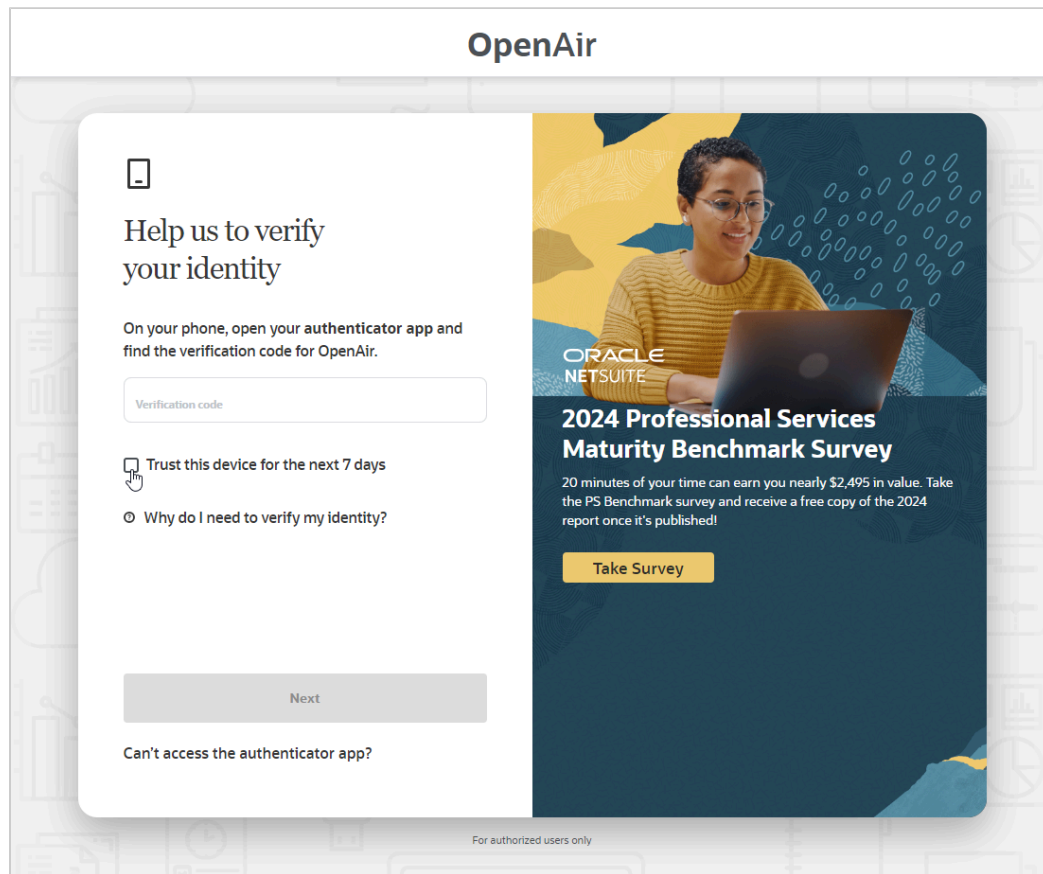 OpenAir
Help us to verify
your identity
On your phone, open your authenticator app and
find the verification code for OpenAir.
Verification code
Trust this device for the next 7 days
Why do I need to verify my identity?
Next
Can't access the authenticator app?
ORACLE
NETSUITE
2024 Professional Services
Maturity Benchmark Survey
20 minutes of your time can earn you nearly $2,495 in value. Take
the PS Benchmark survey and receive a free copy of the 2024
report once it's published!
Take Survey
For authorized users only